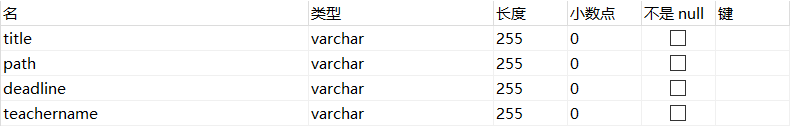 名 类型 长度 小数点 不是 null 键
title varchar 255 0
path varchar 255 0
deadline varchar 255 0
teachername varchar 255 0